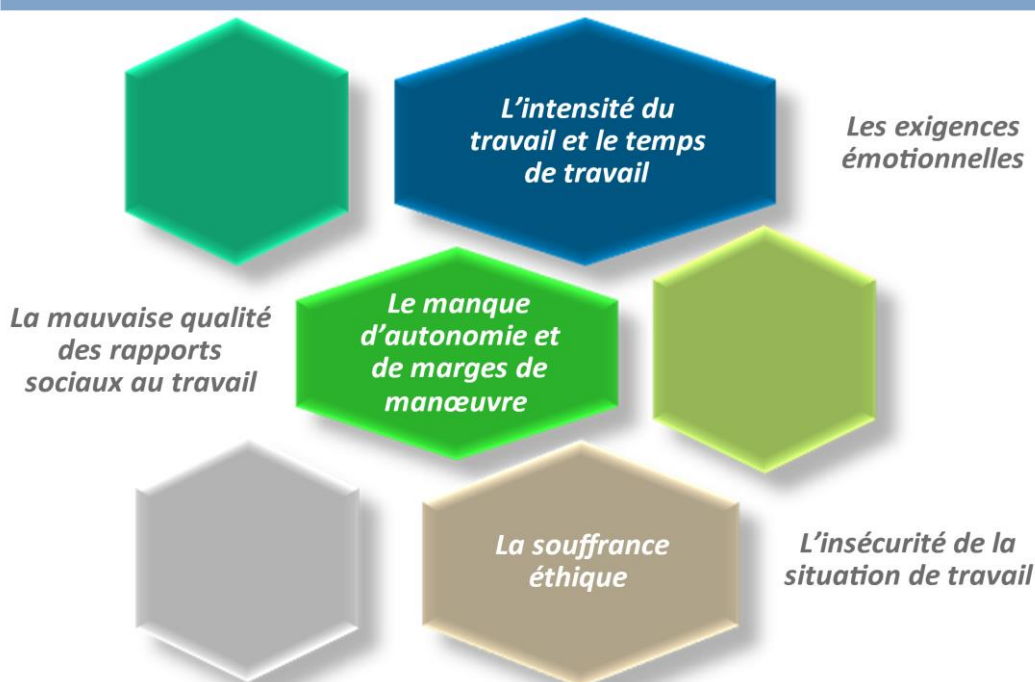 L’intensité du
travail et le temps
de travail
Les exigences
émotionnelles
La mauvaise qualité
des rapports
sociaux au travail
Le manque
d’autonomie et
de marges de
manœuvre
La souffrance
éthique
L’insécurité de la
situation de travail